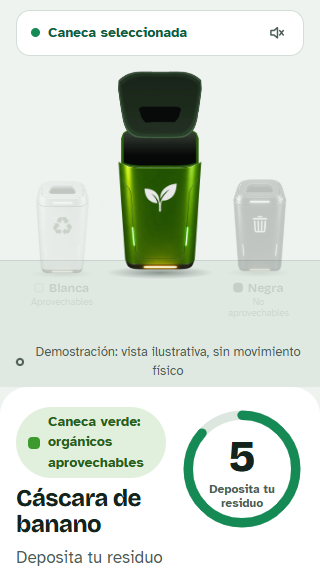 Caneca seleccionada
Blanca
Aprovechables
Negra
No
aprovechables
Demostración: vista ilustrativa, sin movimiento
físico
Caneca verde:
orgánicos
aprovechables
Cáscara de
banano
Deposita tu residuo
5
Deposita tu
residuo